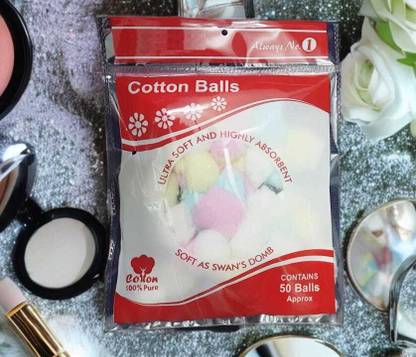 Always No. 1
Cotton Balls
ULTRA SOFT AND HIGHLY ABSORBENT
SOFT AS SWAN'S DOMB
Cotton
100% Pure
CONTAINS
50 Balls
Approx